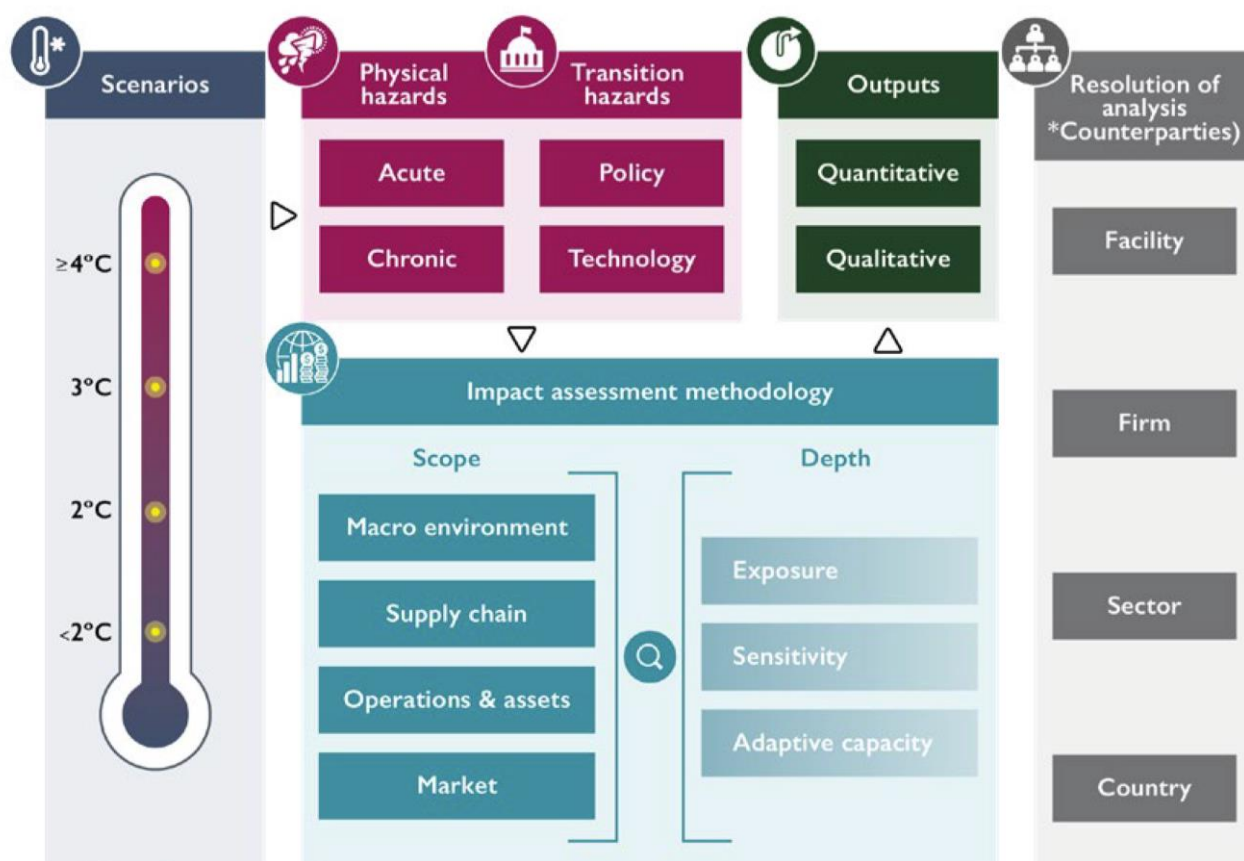 Scenarios
≥4°C
3°C
2°C
<2°C
Physical
hazards
Transition
hazards
Acute
Policy
Chronic
Technology
Outputs
Quantitative
Qualitative
Impact assessment methodology
Scope
Macro environment
Supply chain
Operations & assets
Market
Depth
Exposure
Sensitivity
Adaptive capacity
Resolution of
analysis
*Counterparties)
Facility
Firm
Sector
Country